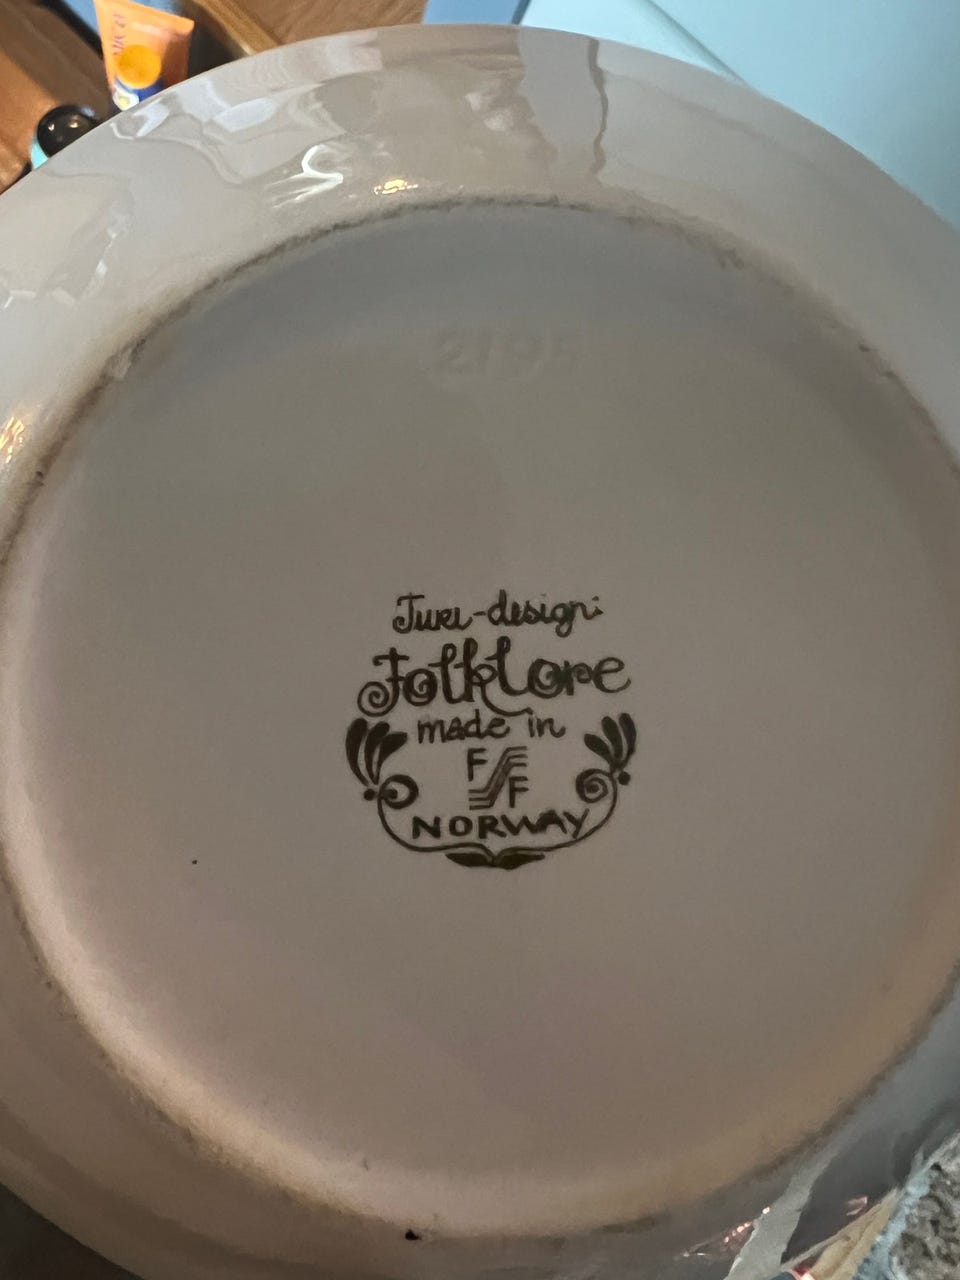 Turi-design:
Folklore
made in
F F
F
NORWAY